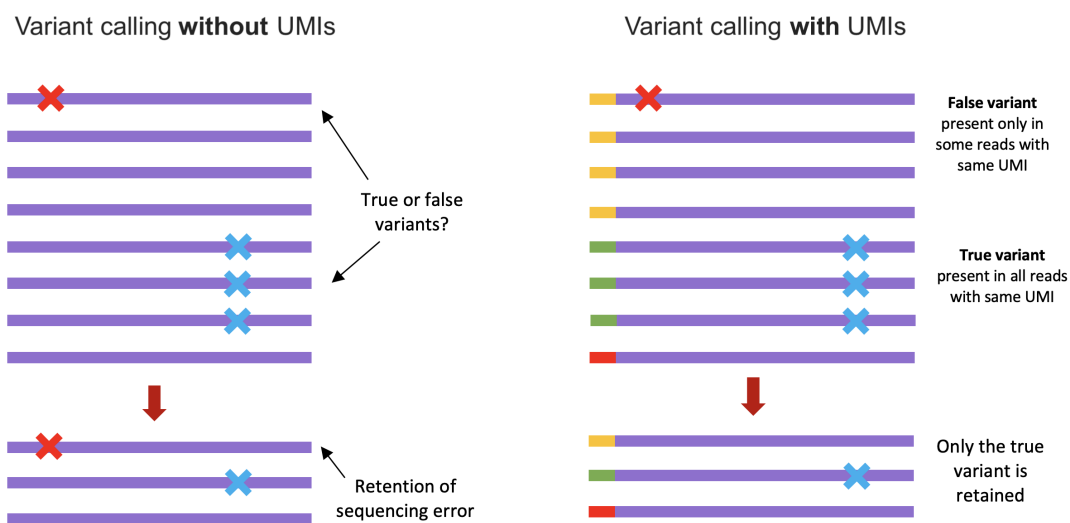 Variant calling without UMIs
True or false
variants?
Retention of
sequencing error
Variant calling with UMIs
False variant
present only in
some reads with
same UMI
True variant
present in all reads
with same UMI
Only the true
variant is
retained